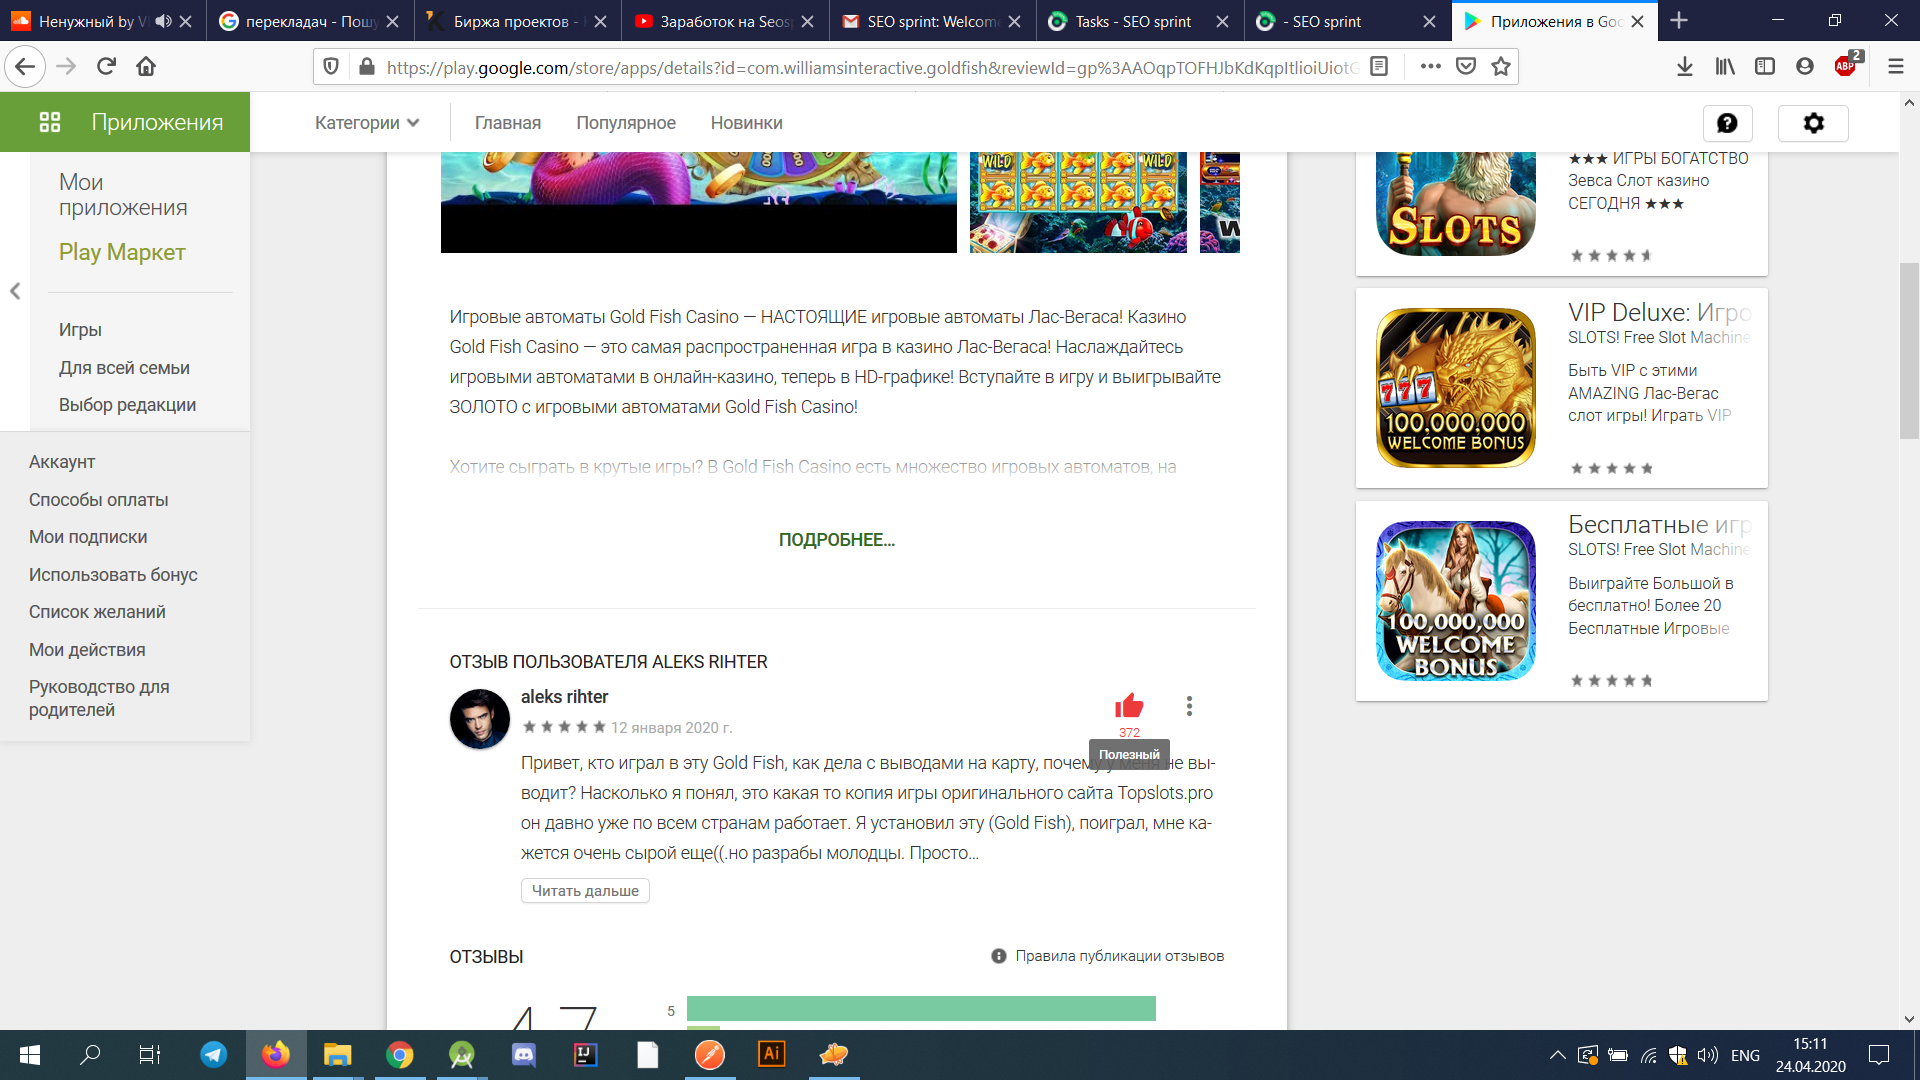 Ненужный by V
перекладач - Пошу
Биржа проектов -
Заработок на Seosp
SEO sprint: Welcome
Tasks - SEO sprint
- SEO sprint
Приложения в Goo
https://play.google.com/store/apps/details?id=com.williamsinteractive.goldfish&reviewId=gp%3AAOqpTOFHJbKdKqpItlioiUiotG
ABP
2
Приложения
Категории
Главная
Популярное
Новинки
Мои
приложения
Play Маркет
Игры
Для всей семьи
Выбор редакции
Аккаунт
Способы оплаты
Мои подписки
Использовать бонус
Список желаний
Мои действия
Руководство для
родителей
WILD
WILD
Игровые автоматы Gold Fish Casino — НАСТОЯЩИЕ игровые автоматы Лас-Вегаса! Казино
Gold Fish Casino — это самая распространенная игра в казино Лас-Вегаса! Наслаждайтесь
игровыми автоматами в онлайн-казино, теперь в HD-графике! Вступайте в игру и выигрывайте
ЗОЛОТО с игровыми автоматами Gold Fish Casino!
Хотите сыграть в крутые игры? В Gold Fish Casino есть множество игровых автоматов, на
ПОДРОБНЕЕ...
ОТЗЫВ ПОЛЬЗОВАТЕЛЯ ALEKS RIHTER
aleks rihter
12 января 2020 г.
372
Полезный
Привет, кто играл в эту Gold Fish, как дела с выводами на карту, почему у меня не вы-
водит? Насколько я понял, это какая то копия игры оригинального сайта Topslots.pro
он давно уже по всем странам работает. Я установил эту (Gold Fish), поиграл, мне ка-
жется очень сырой еще((.но разрабы молодцы. Просто...
Читать дальше
ОТЗЫВЫ
Правила публикации отзывов
4,7
5
SLOTS
★★★ ИГРЫ БОГАТСТВО
Зевса Слот казино
СЕГОДНЯ ★★★
777
100,000,000
WELCOME BONUS
VIP Deluxe: Игро
SLOTS! Free Slot Machine
Быть VIP с этими
AMAZING Лас-Вегас
слот игры! Играть VIP
100,000,000
WELCOME
BONUS
Бесплатные игр
SLOTS! Free Slot Machine
Выиграйте Большой в
бесплатно! Более 20
Бесплатные Игровые
IJ
Ai
ENG
15:11
24.04.2020